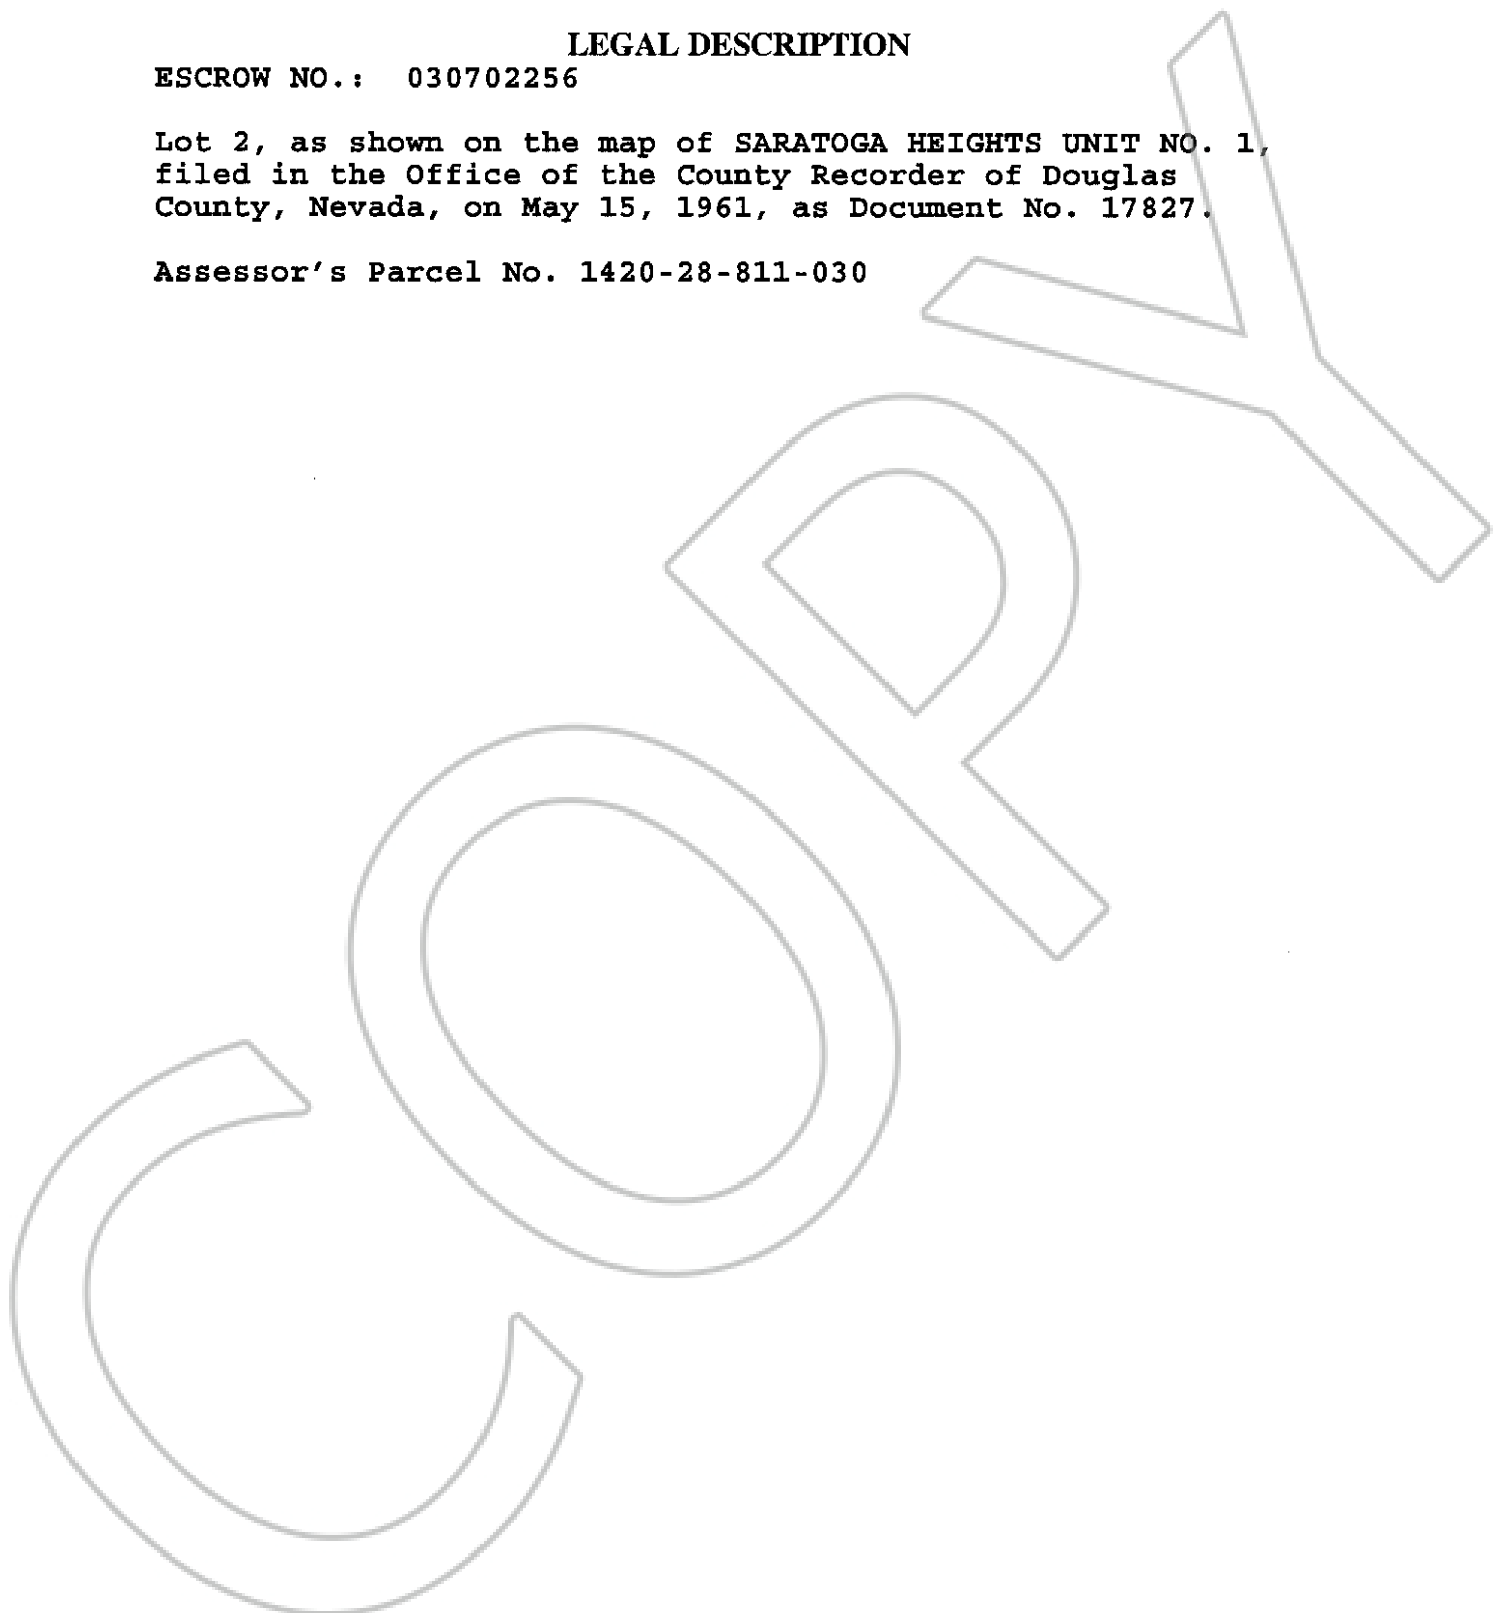 LEGAL DESCRIPTION
ESCROW NO.: 030702256
Lot 2, as shown on the map of SARATOGA HEIGHTS UNIT NO. 1,
filed in the Office of the County Recorder of Douglas
County, Nevada, on May 15, 1961, as Document No. 17827.
Assessor's Parcel No. 1420-28-811-030
COPY